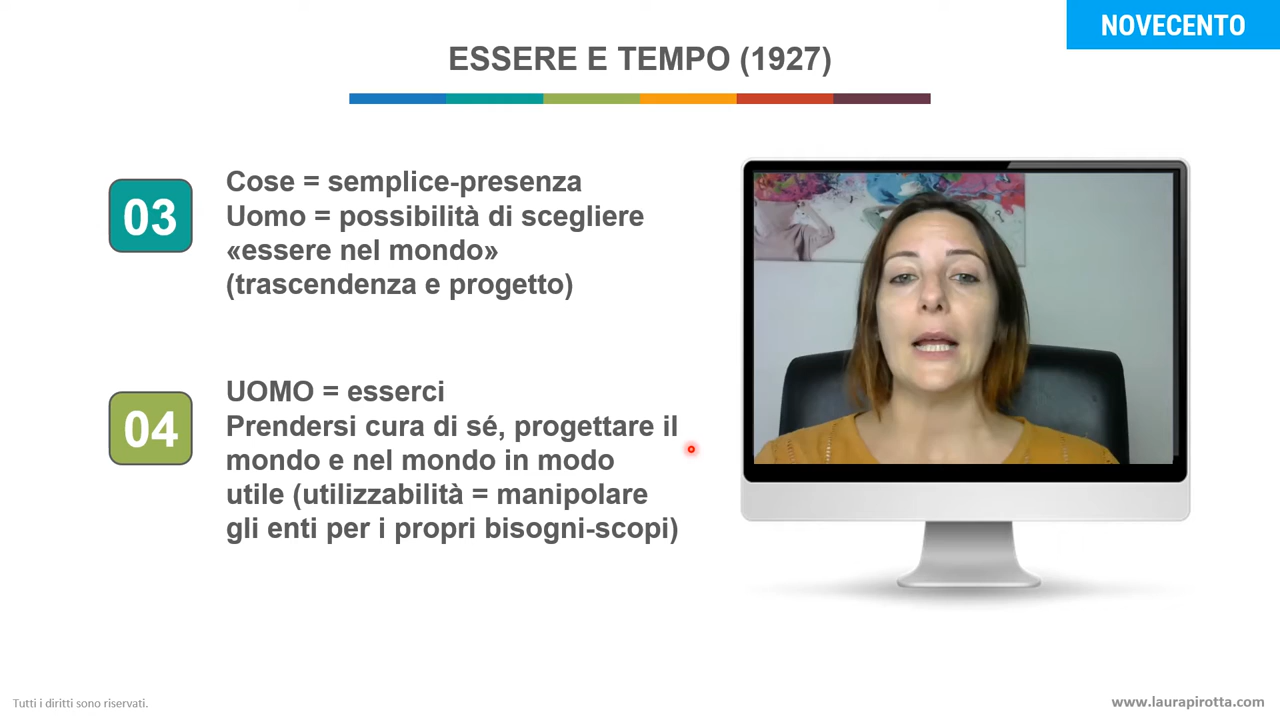 NOVECENTO
ESSERE E TEMPO (1927)
03
Cose = semplice-presenza
Uomo = possibilità di scegliere
«essere nel mondo»
(trascendenza e progetto)
04
UOMO = esserci
Prendersi cura di sé, progettare il
mondo e nel mondo in modo
utile (utilizzabilità = manipolare
gli enti per i propri bisogni-scopi)
Tutti i diritti sono riservati.
www.laurapirotta.com